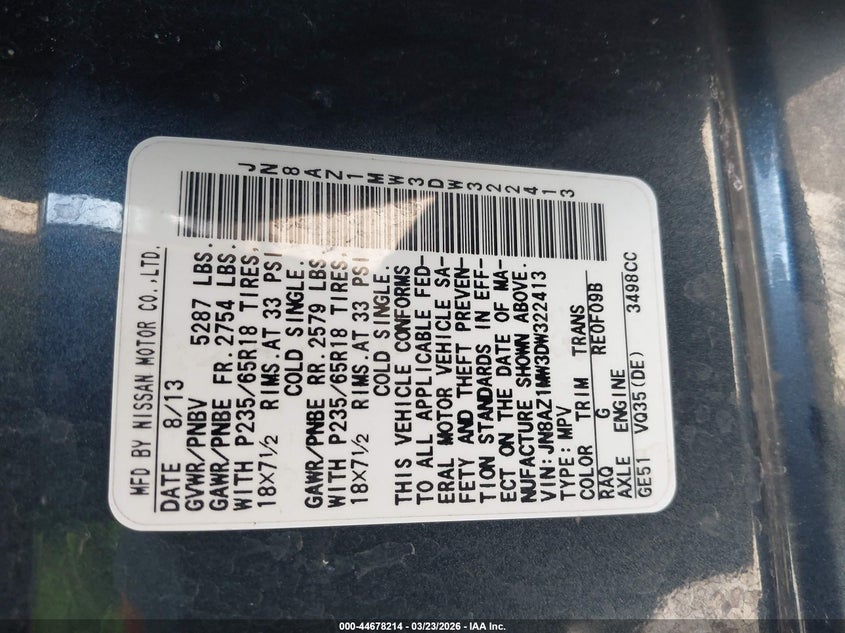 JN8AZ1MW3DW322413
MFD BY NISSAN MOTOR CO.,LTD.
DATE 8/13
GVWR/PNBV 5287 LBS.
GAWR/PNBE FR. 2754 LBS.
WITH P235/65R18 TIRES,
18×7½ RIMS.AT 33 PSI
COLD SINGLE.
GAWR/PNBE RR. 2579 LBS.
WITH P235/65R18 TIRES,
18×7½ RIMS.AT 33 PSI
COLD SINGLE.
THIS VEHICLE CONFORMS
TO ALL APPLICABLE FED-
ERAL MOTOR VEHICLE SA-
FETY AND THEFT PREVEN-
TION STANDARDS IN EFF-
ECT ON THE DATE OF MA-
NUFACTURE SHOWN ABOVE.
VIN:JN8AZ1MW3DW322413
TYPE:MPV
COLOR TRIM TRANS
RAQ G RE0F09B
AXLE ENGINE
GE51 VQ35(DE) 3498CC
000-44678214 - 03/23/2026 - IAA Inc.